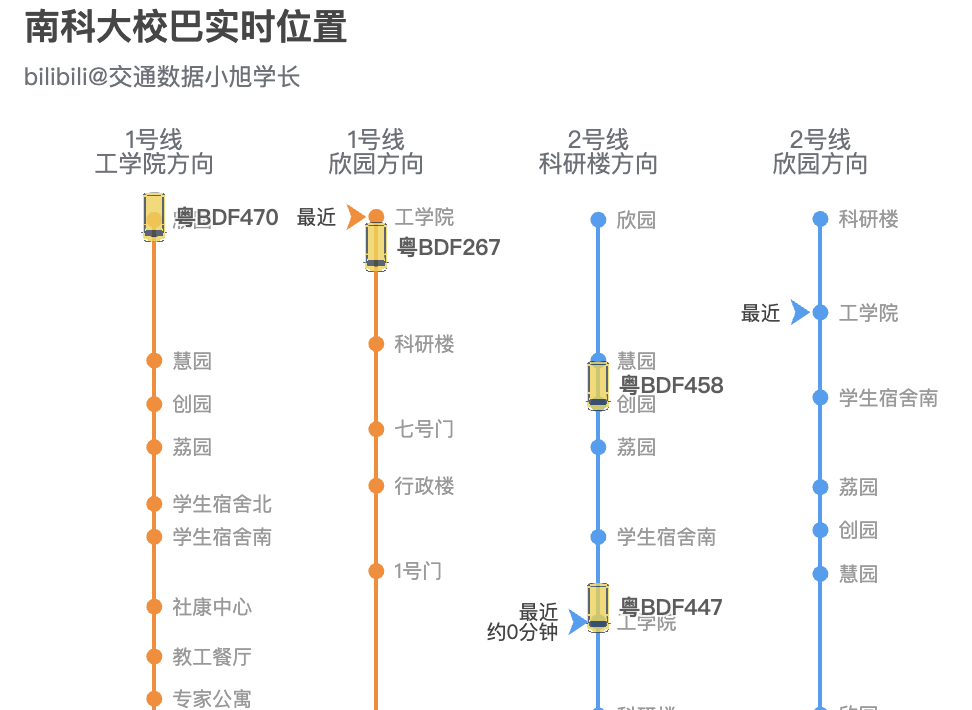 南科大校巴实时位置
bilibili@交通数据小旭学长
1号线
工学院方向
1号线
欣园方向
2号线
科研楼方向
2号线
欣园方向
粤BDF470
慧园
创园
荔园
学生宿舍北
学生宿舍南
社康中心
教工餐厅
专家公寓
最近
工学院
粤BDF267
科研楼
七号门
行政楼
1号门
欣园
慧园
粤BDF458
创园
荔园
学生宿舍南
粤BDF447
最近
约0分钟
工学院
科研楼
最近
工学院
学生宿舍南
荔园
创园
慧园